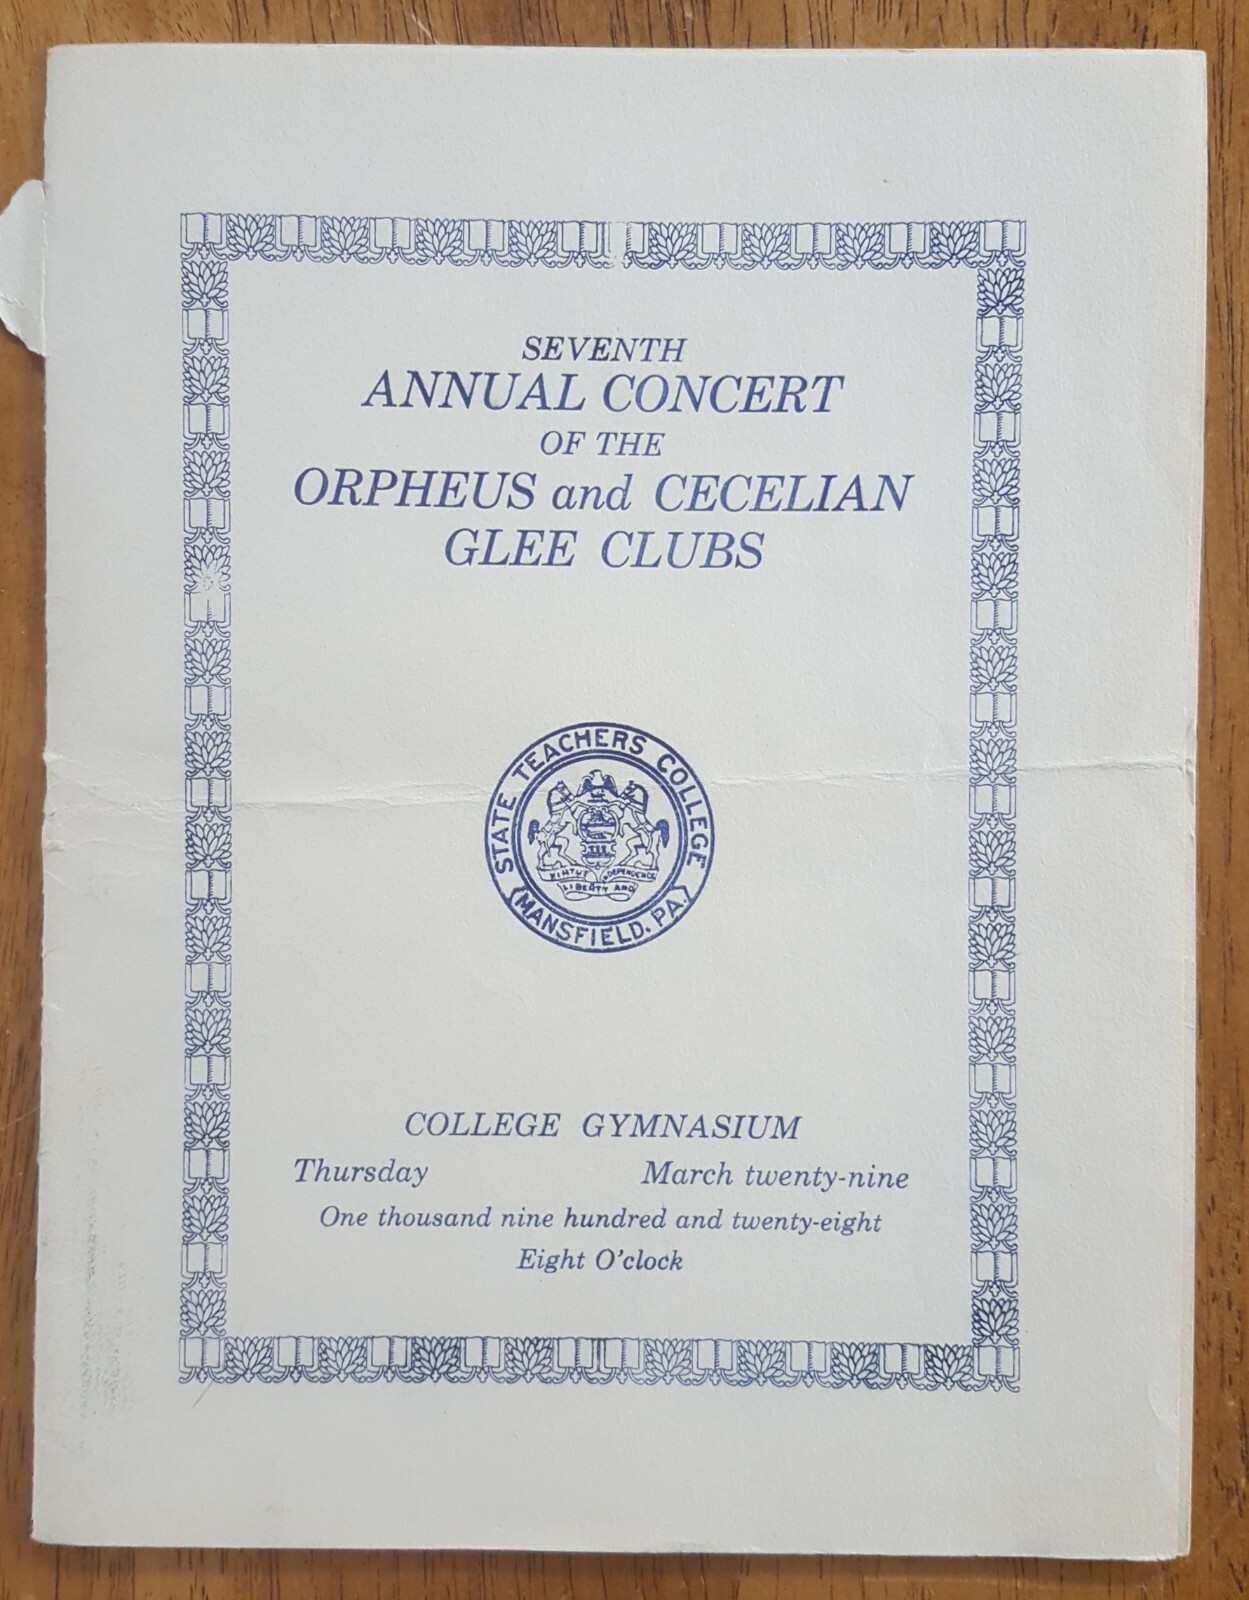 SEVENTH
ANNUAL CONCERT
OF THE
ORPHEUS and CECELIAN
GLEE CLUBS
STATE TEACHERS COLLEGE
VIRTUE INDEPENDENCE
LIBERTY AND
(MANSFIELD. PA.)
COLLEGE GYMNASIUM
Thursday March twenty-nine
One thousand nine hundred and twenty-eight
Eight O'clock